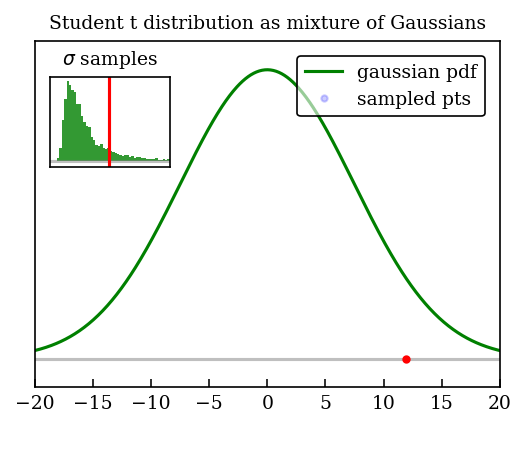 Student t distribution as mixture of Gaussians
σ samples
gaussian pdf
sampled pts
−20 −15 −10 −5 0 5 10 15 20